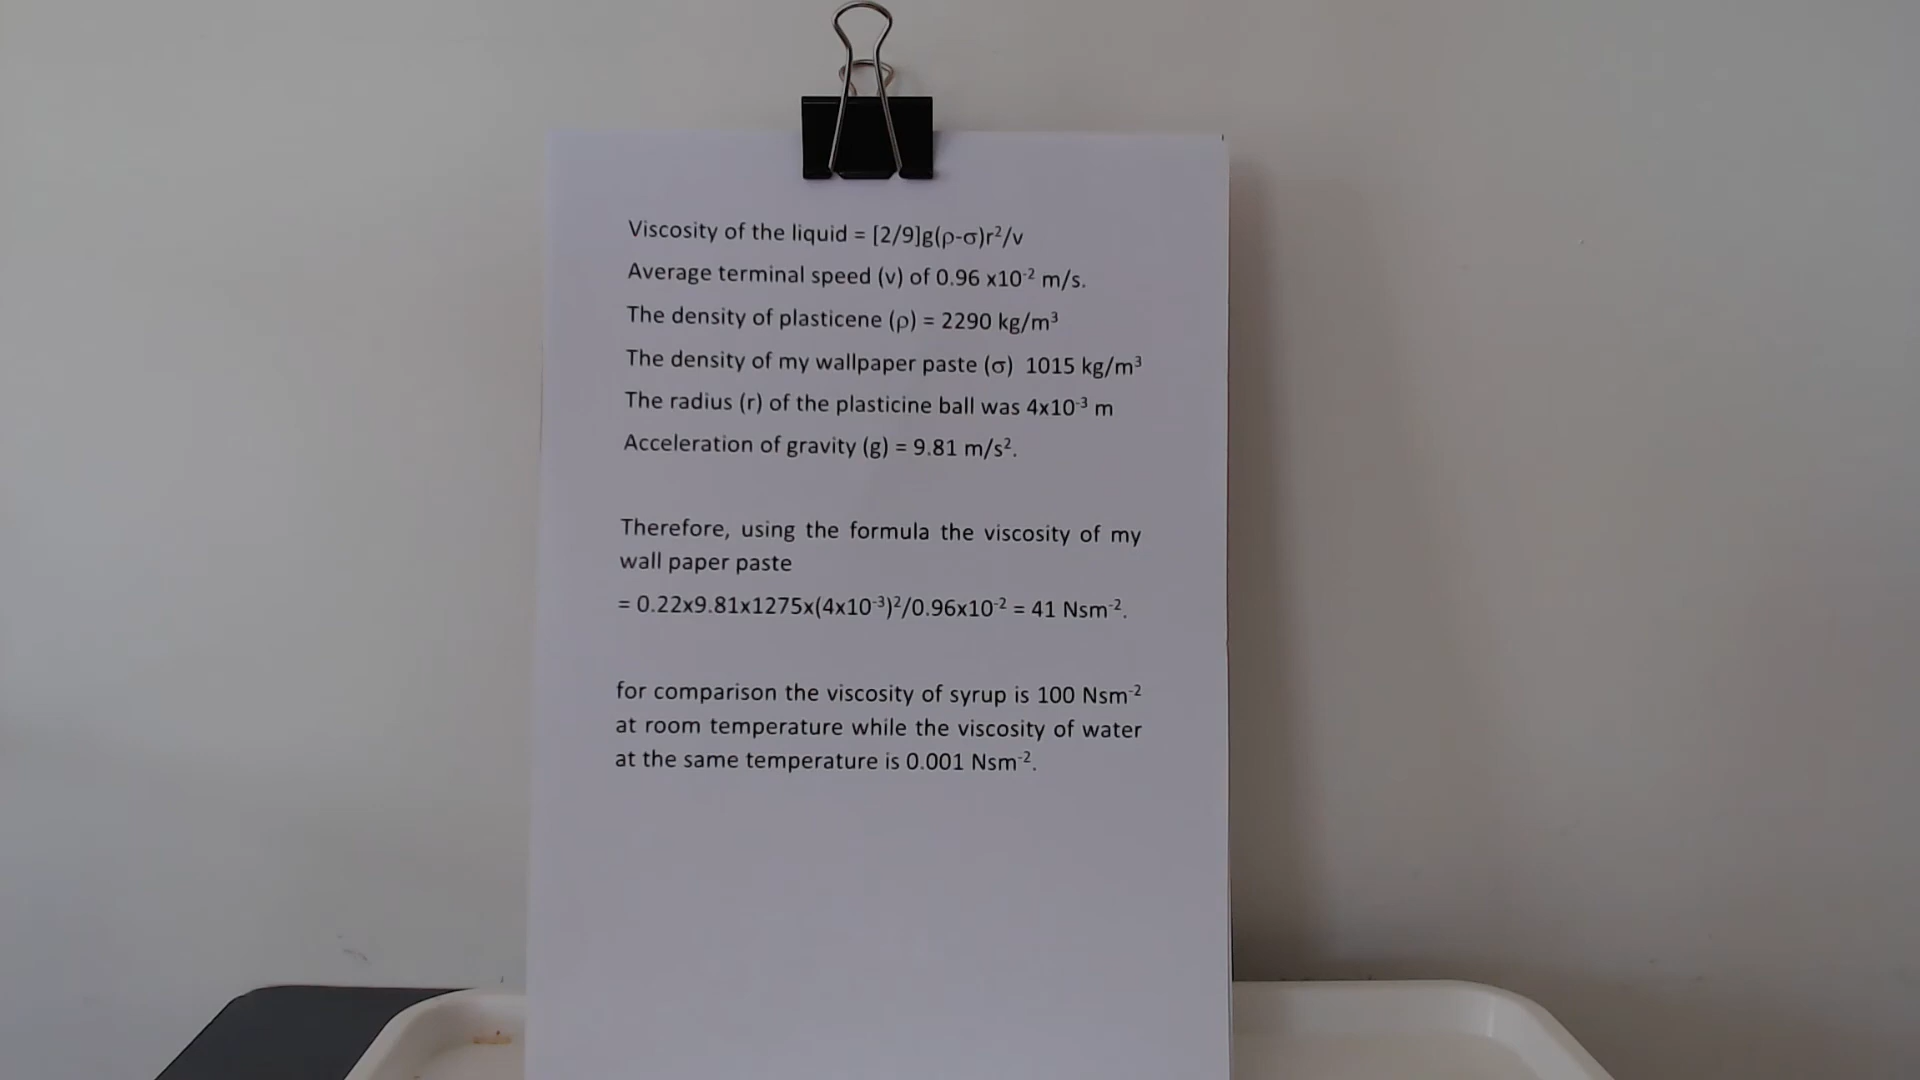 Viscosity of the liquid = [2/9]g(ρ-σ)r²/v
Average terminal speed (v) of 0.96 x10⁻² m/s.
The density of plasticene (ρ) = 2290 kg/m³
The density of my wallpaper paste (σ) 1015 kg/m³
The radius (r) of the plasticine ball was 4x10⁻³ m
Acceleration of gravity (g) = 9.81 m/s².
Therefore, using the formula the viscosity of my
wall paper paste
= 0.22x9.81x1275x(4x10⁻³)²/0.96x10⁻² = 41 Nsm⁻².
for comparison the viscosity of syrup is 100 Nsm⁻²
at room temperature while the viscosity of water
at the same temperature is 0.001 Nsm⁻².